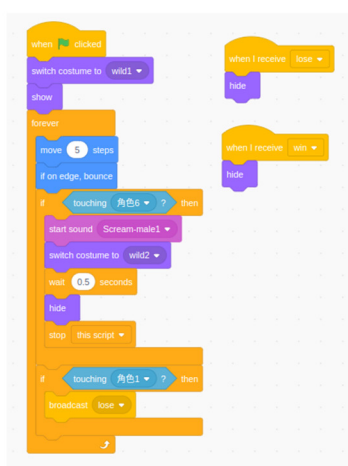 when clicked
switch costume to wild1
show
forever
move 5 steps
if on edge, bounce
if touching 角色6 ? then
start sound Scream-male1
switch costume to wild2
wait 0.5 seconds
hide
stop this script
if touching 角色1 ? then
broadcast lose
when I receive lose
hide
when I receive win
hide